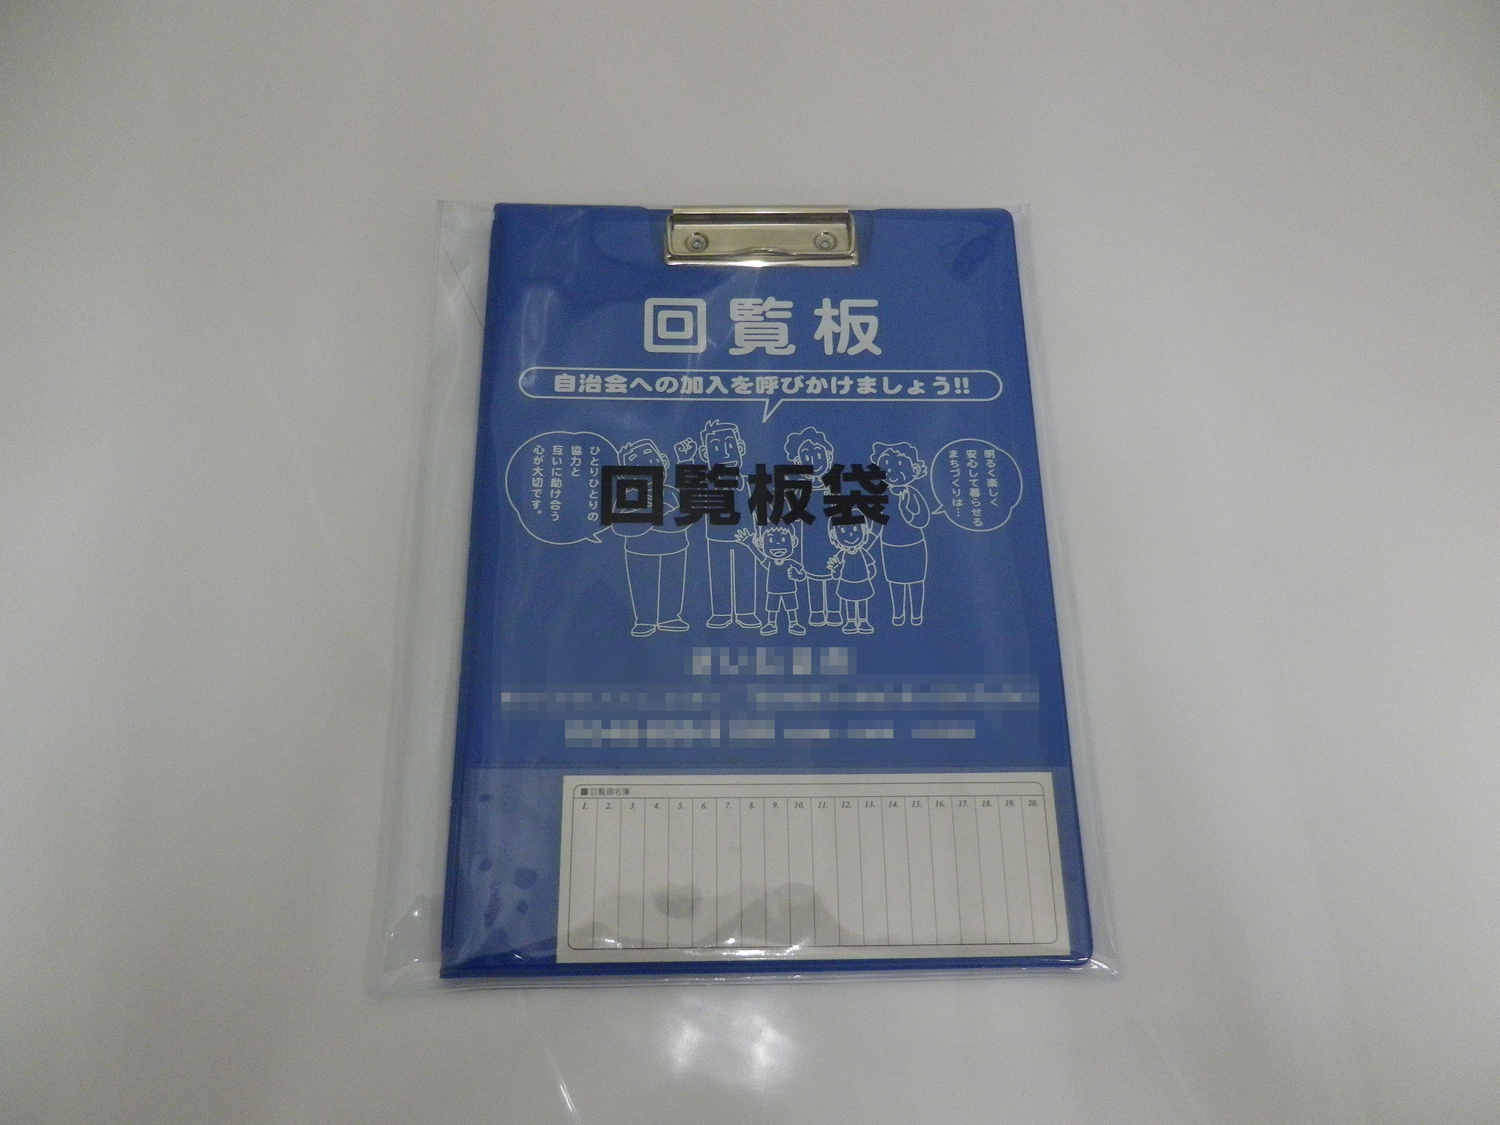 回覧板
自治会への加入を呼びかけましょう!!
明るく楽しく
安心して暮らせる
まちづくりは…
ひとりひとりの
協力と
互いに助け合う
心が大切です。
回覧板袋
■回覧順名簿
1. 2. 3. 4. 5. 6. 7. 8. 9. 10. 11. 12. 13. 14. 15. 16. 17. 18. 19. 20.